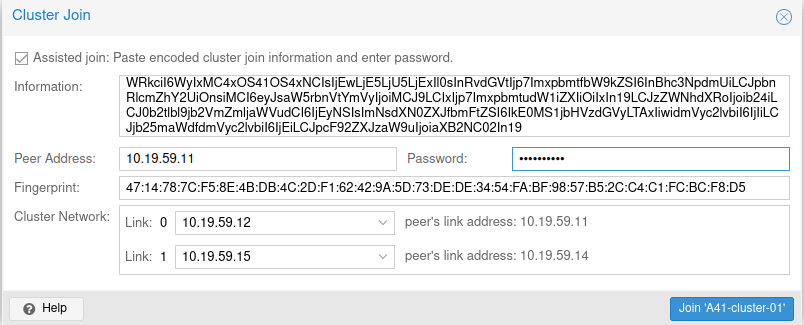 Cluster Join
Assisted join: Paste encoded cluster join information and enter password.
Information:
Peer Address: 10.19.59.11 Password: ••••••••••
Fingerprint: 47:14:78:7C:F5:8E:4B:DB:4C:2D:F1:62:42:9A:5D:73:DE:DE:34:54:FA:BF:98:57:B5:2C:C4:C1:FC:BC:F8:D5
Cluster Network: Link: 0 10.19.59.12 peer's link address: 10.19.59.11
Link: 1 10.19.59.15 peer's link address: 10.19.59.14
Help Join 'A41-cluster-01'